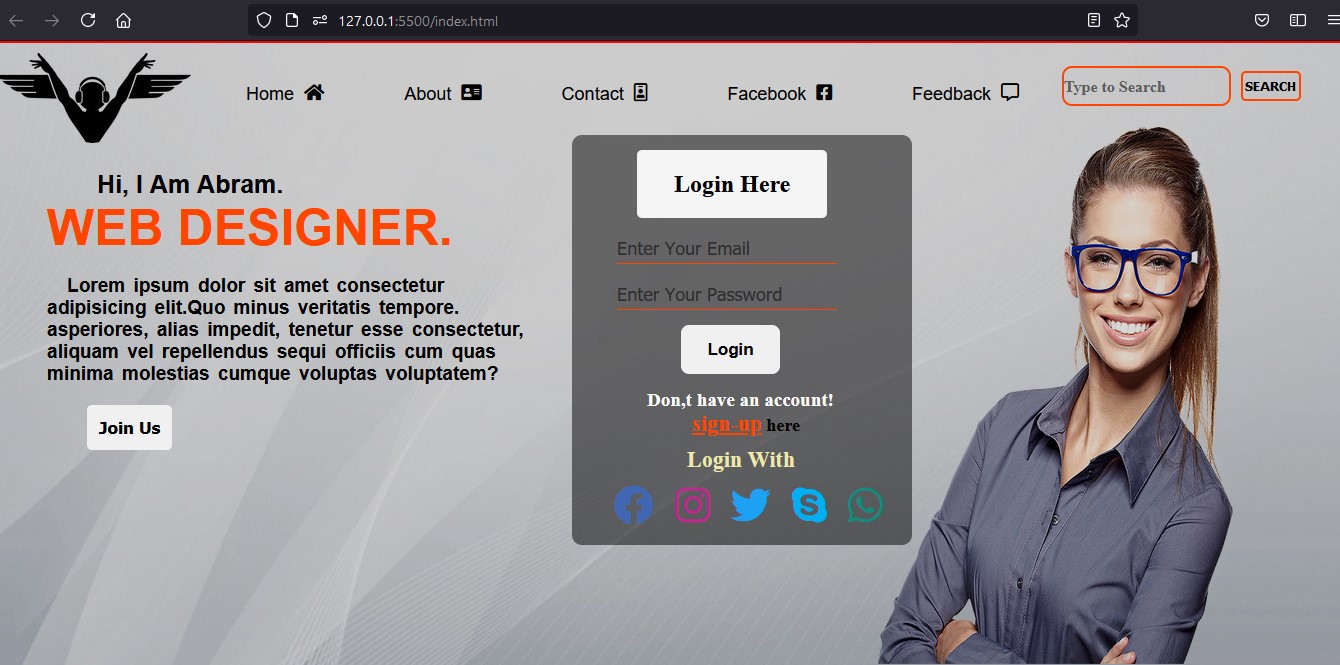 127.0.0.1:5500/index.html
Home
About
Contact
Facebook
Feedback
Type to Search
SEARCH
Hi, I Am Abram.
WEB DESIGNER.
Lorem ipsum dolor sit amet consectetur
adipisicing elit.Quo minus veritatis tempore.
asperiores, alias impedit, tenetur esse consectetur,
aliquam vel repellendus sequi officiis cum quas
minima molestias cumque voluptas voluptatem?
Join Us
Login Here
Enter Your Email
Enter Your Password
Login
Don,t have an account!
sign-up here
Login With